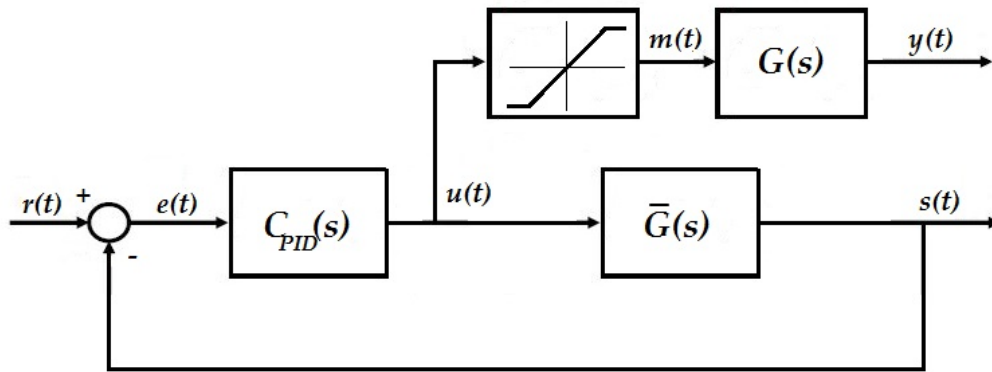 m(t)
G(s)
y(t)
r(t)
+
-
e(t)
C_PID(s)
u(t)
G̅(s)
s(t)